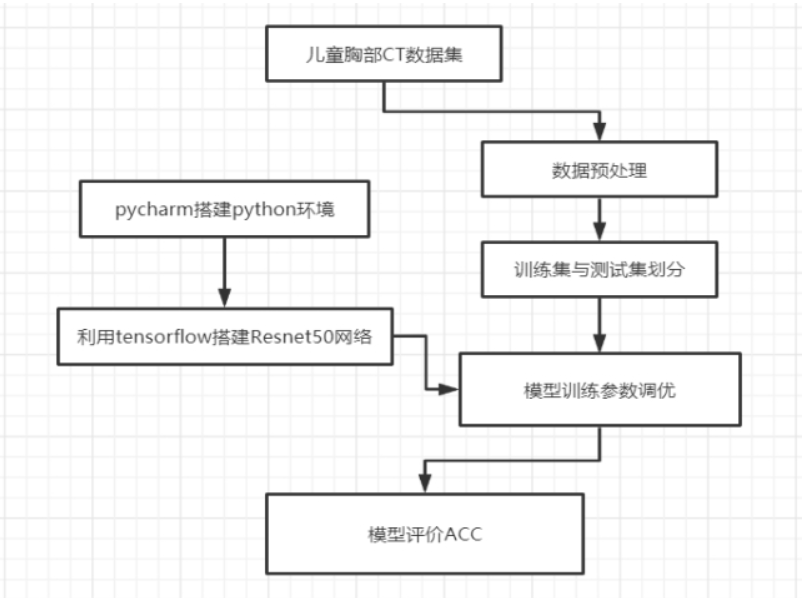 儿童胸部CT数据集
数据预处理
pycharm搭建python环境
训练集与测试集划分
利用tensorflow搭建Resnet50网络
模型训练参数调优
模型评价ACC